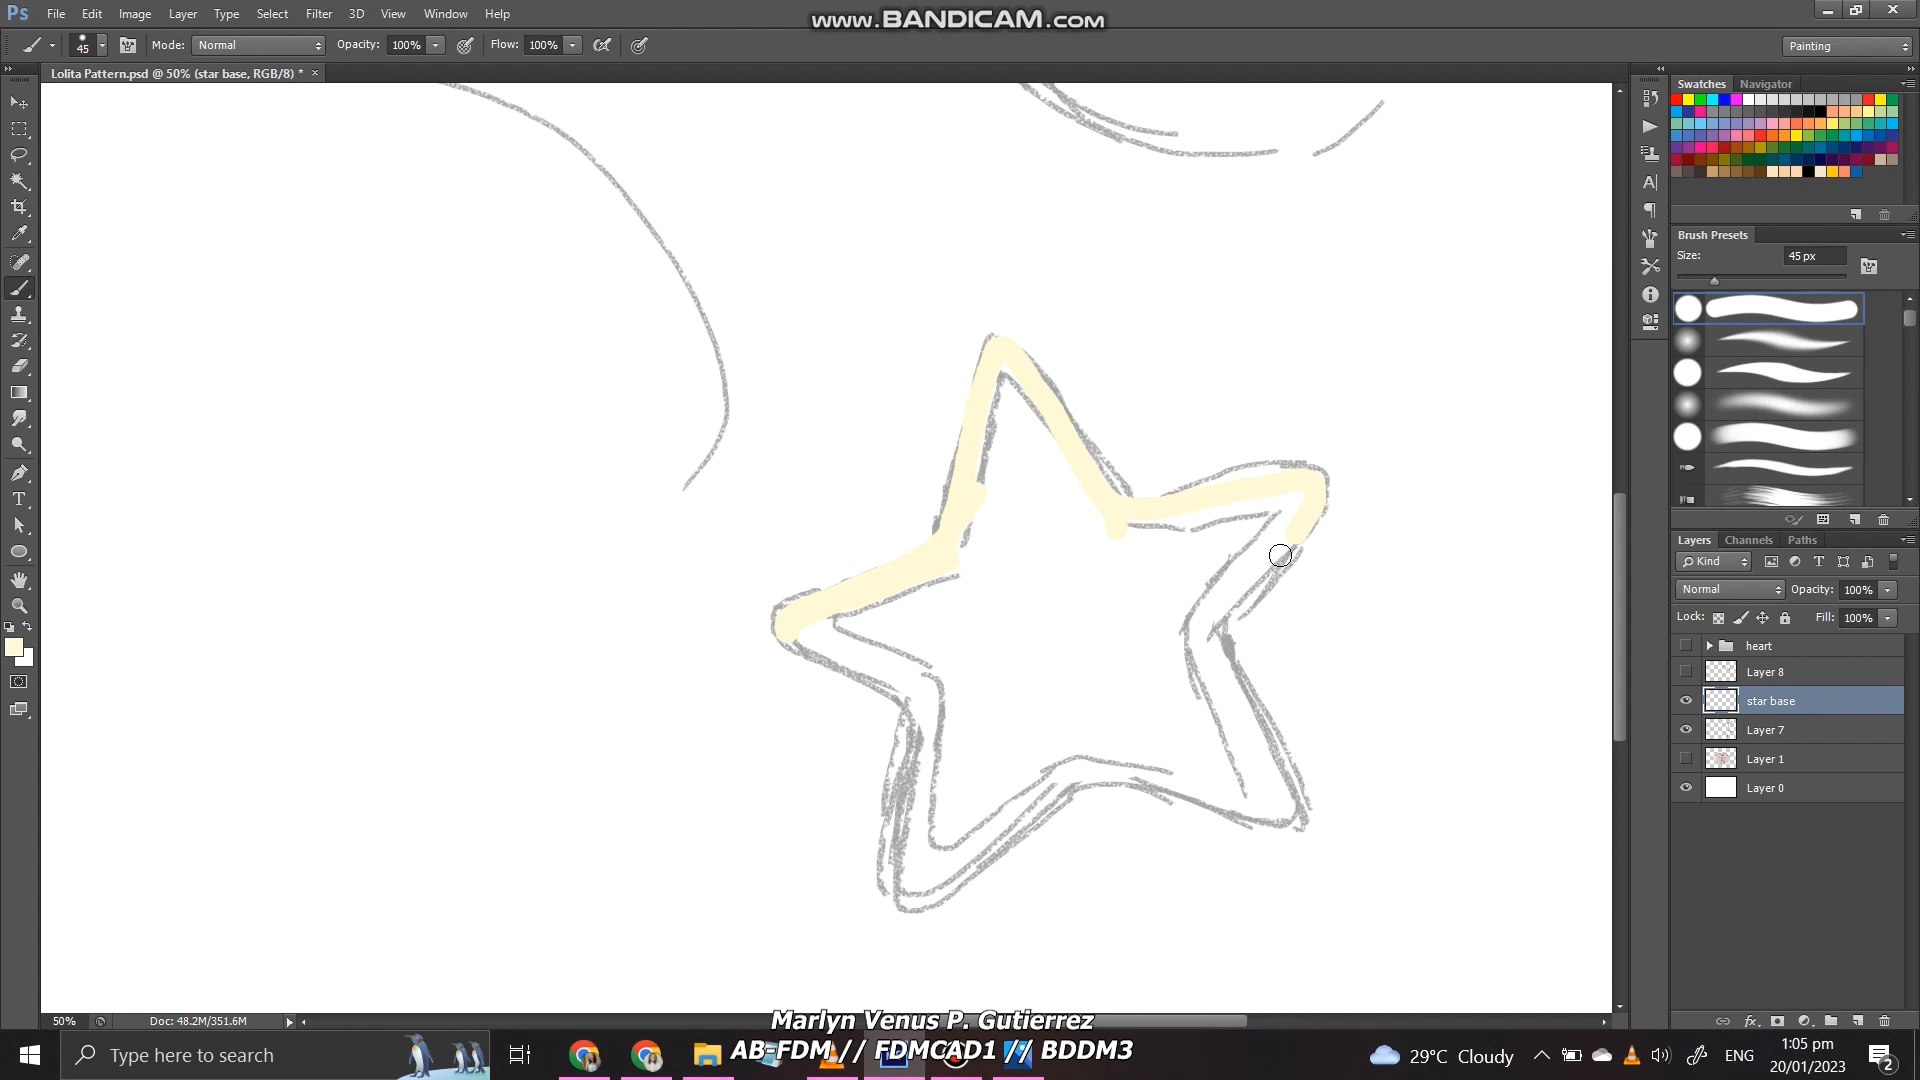 Ps File Edit Image Layer Type Select Filter 3D View Window Help
www.BANDICAM.com
45 Mode: Normal Opacity: 100% Flow: 100% Painting
Lolita Pattern.psd @ 50% (star base, RGB/8) * ×
Swatches Navigator
Brush Presets
Size: 45 px
Layers Channels Paths
Kind
Normal Opacity: 100%
Lock: Fill: 100%
heart
Layer 8
star base
Layer 7
Layer 1
Layer 0
50% Doc: 48.2M/351.6M
Marlyn Venus P. Gutierrez
AB-FDM // FDMCAD1 // BDDM3
Type here to search
29°C Cloudy
ENG
1:05 pm
20/01/2023
2